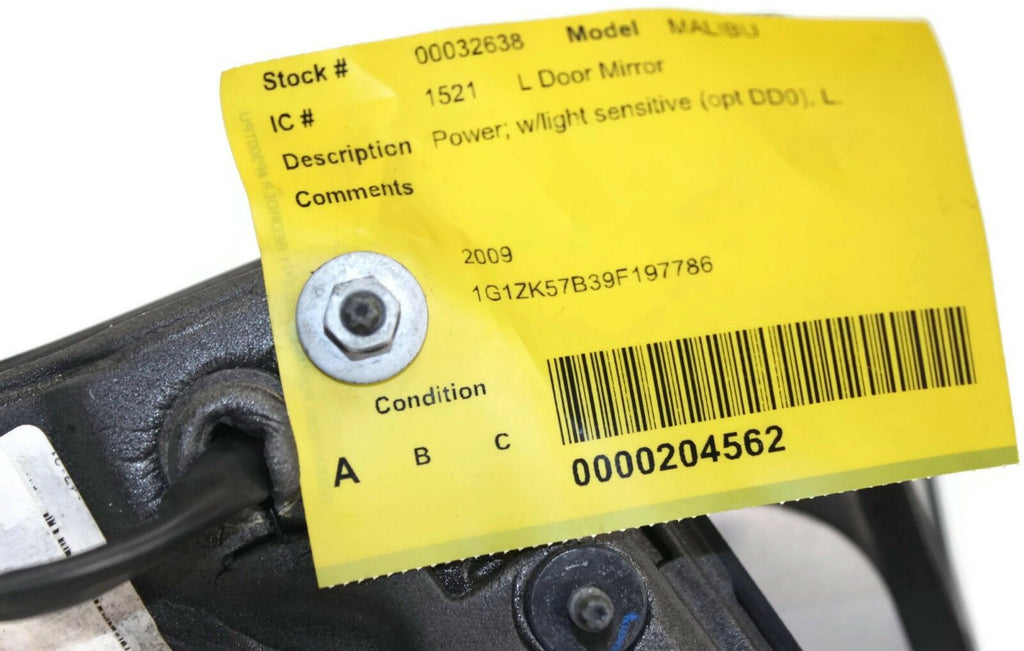 Stock # 00032638 Model MALIBU
IC # 1521 L Door Mirror
Description Power; w/light sensitive (opt DD0), L.
Comments
2009
1G1ZK57B39F197786
Condition
A B C
0000204562